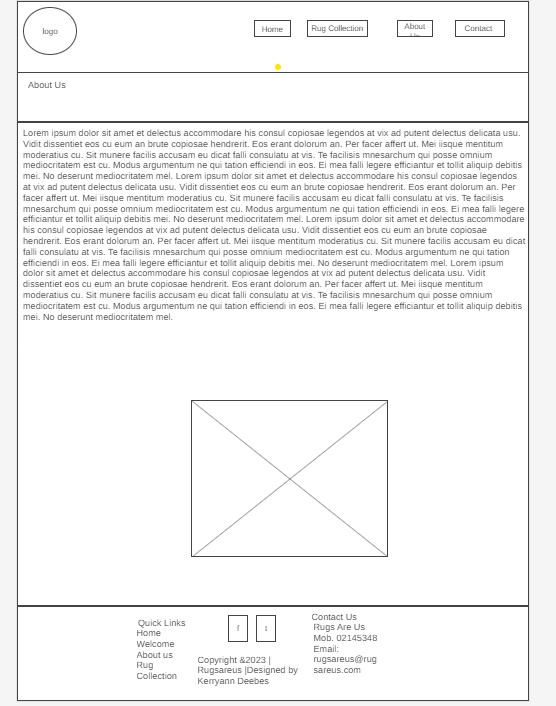 logo
Home
Rug Collection
About
Us
Contact
About Us
Lorem ipsum dolor sit amet et delectus accommodare his consul copiosae legendos at vix ad putent delectus delicata usu.
Vidit dissentiet eos cu eum an brute copiosae hendrerit. Eos erant dolorum an. Per facer affert ut. Mei iisque mentitum
moderatius cu. Sit munere facilis accusam eu dicat falli consulatu at vis. Te facilisis mnesarchum qui posse omnium
mediocritatem est cu. Modus argumentum ne qui tation efficiendi in eos. Ei mea falli legere efficiantur et tollit aliquip debitis
mei. No deserunt mediocritatem mel. Lorem ipsum dolor sit amet et delectus accommodare his consul copiosae legendos
at vix ad putent delectus delicata usu. Vidit dissentiet eos cu eum an brute copiosae hendrerit. Eos erant dolorum an. Per
facer affert ut. Mei iisque mentitum moderatius cu. Sit munere facilis accusam eu dicat falli consulatu at vis. Te facilisis
mnesarchum qui posse omnium mediocritatem est cu. Modus argumentum ne qui tation efficiendi in eos. Ei mea falli legere
efficiantur et tollit aliquip debitis mei. No deserunt mediocritatem mel. Lorem ipsum dolor sit amet et delectus accommodare
his consul copiosae legendos at vix ad putent delectus delicata usu. Vidit dissentiet eos cu eum an brute copiosae
hendrerit. Eos erant dolorum an. Per facer affert ut. Mei iisque mentitum moderatius cu. Sit munere facilis accusam eu dicat
falli consulatu at vis. Te facilisis mnesarchum qui posse omnium mediocritatem est cu. Modus argumentum ne qui tation
efficiendi in eos. Ei mea falli legere efficiantur et tollit aliquip debitis mei. No deserunt mediocritatem mel. Lorem ipsum
dolor sit amet et delectus accommodare his consul copiosae legendos at vix ad putent delectus delicata usu. Vidit
dissentiet eos cu eum an brute copiosae hendrerit. Eos erant dolorum an. Per facer affert ut. Mei iisque mentitum
moderatius cu. Sit munere facilis accusam eu dicat falli consulatu at vis. Te facilisis mnesarchum qui posse omnium
mediocritatem est cu. Modus argumentum ne qui tation efficiendi in eos. Ei mea falli legere efficiantur et tollit aliquip debitis
mei. No deserunt mediocritatem mel.
Quick Links
Home
Welcome
About us
Rug
Collection
f
t
Copyright &2023 |
Rugsareus |Designed by
Kerryann Deebes
Contact Us
Rugs Are Us
Mob. 02145348
Email:
rugsareus@rug
sareus.com